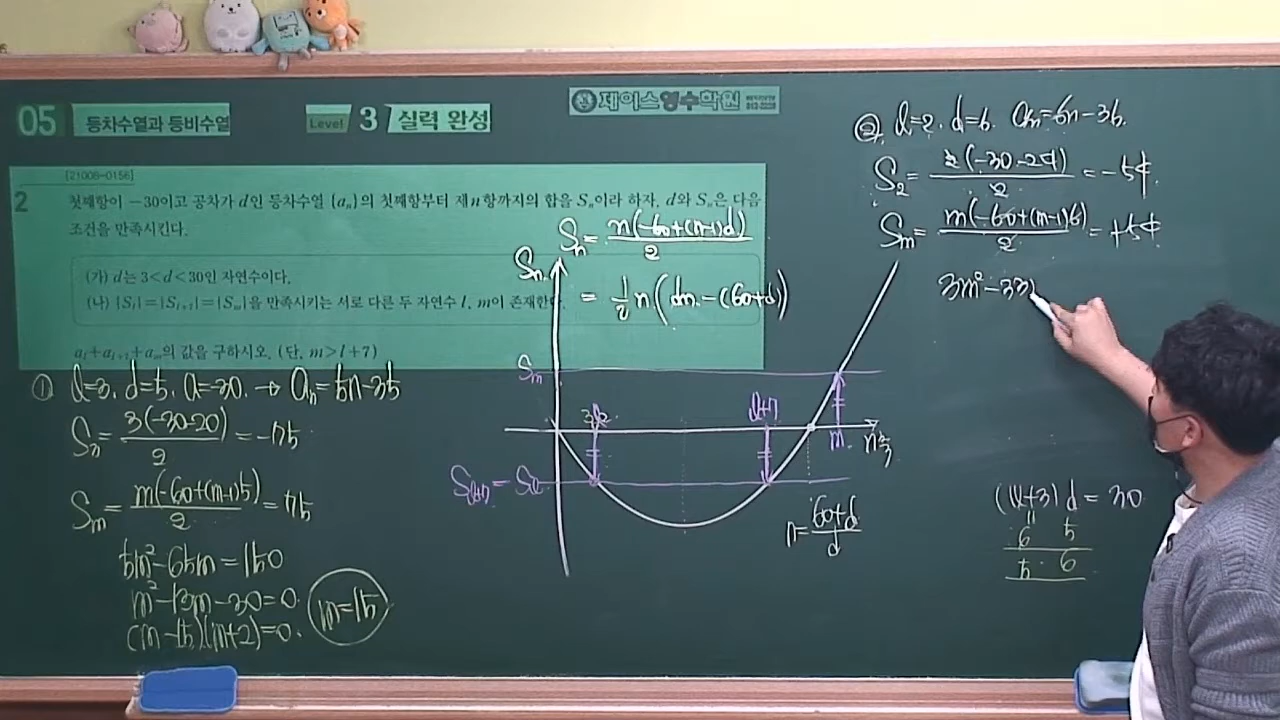 05 등차수열과 등비수열 Level 3 실력 완성
제이스영수학원
[21008-0156]
2 첫째항이 -30이고 공차가 d인 등차수열 {aₙ}의 첫째항부터 제n항까지의 합을 Sₙ이라 하자. d와 Sₙ은 다음
조건을 만족시킨다.
(가) d는 3<d<30인 자연수이다.
(나) |Sₗ|=|Sₗ₊₇|=|Sₘ|을 만족시키는 서로 다른 두 자연수 l, m이 존재한다.
aₗ+aₗ₊₇+aₘ의 값을 구하시오. (단, m>l+7)
① l=3, d=5, a=-30. → aₙ=5n-35
S₃=3(-30-20)/2=-75
Sₘ=m(-60+(m-1)5)/2=75
5m²-65m=150
m²-13m-30=0
(m-15)(m+2)=0.
m=15
Sₙ=n(-60+(n-1)d)/2
=½n(dn-(60+d))
Sₙ
Sₘ
l+7
m
n
Sₗ₊₇=Sₗ
n=(60+d)/d
② l=2, d=6, aₙ=6n-36.
S₂=2(-30-24)/2=-54
Sₘ=m(-60+(m-1)6)/2=+54
3m²-33
(l+3)d=30
6 5
5 6